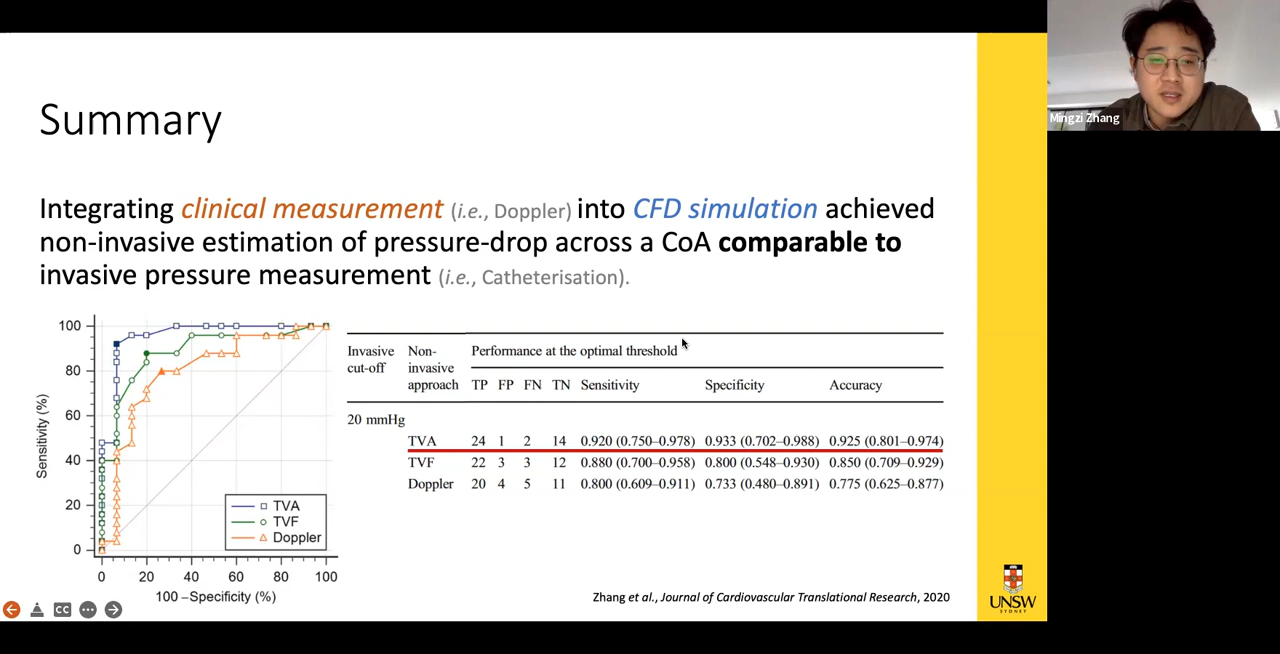 Mingzi Zhang
Summary
Integrating clinical measurement (i.e., Doppler) into CFD simulation achieved
non-invasive estimation of pressure-drop across a CoA comparable to
invasive pressure measurement (i.e., Catheterisation).
Sensitivity (%)
100
80
60
40
20
0
0 20 40 60 80 100
100 – Specificity (%)
TVA
TVF
Doppler
Invasive cut-off Non-invasive approach Performance at the optimal threshold
TP FP FN TN Sensitivity Specificity Accuracy
20 mmHg
TVA 24 1 2 14 0.920 (0.750–0.978) 0.933 (0.702–0.988) 0.925 (0.801–0.974)
TVF 22 3 3 12 0.880 (0.700–0.958) 0.800 (0.548–0.930) 0.850 (0.709–0.929)
Doppler 20 4 5 11 0.800 (0.609–0.911) 0.733 (0.480–0.891) 0.775 (0.625–0.877)
Zhang et al., Journal of Cardiovascular Translational Research, 2020
CC
UNSW
SYDNEY